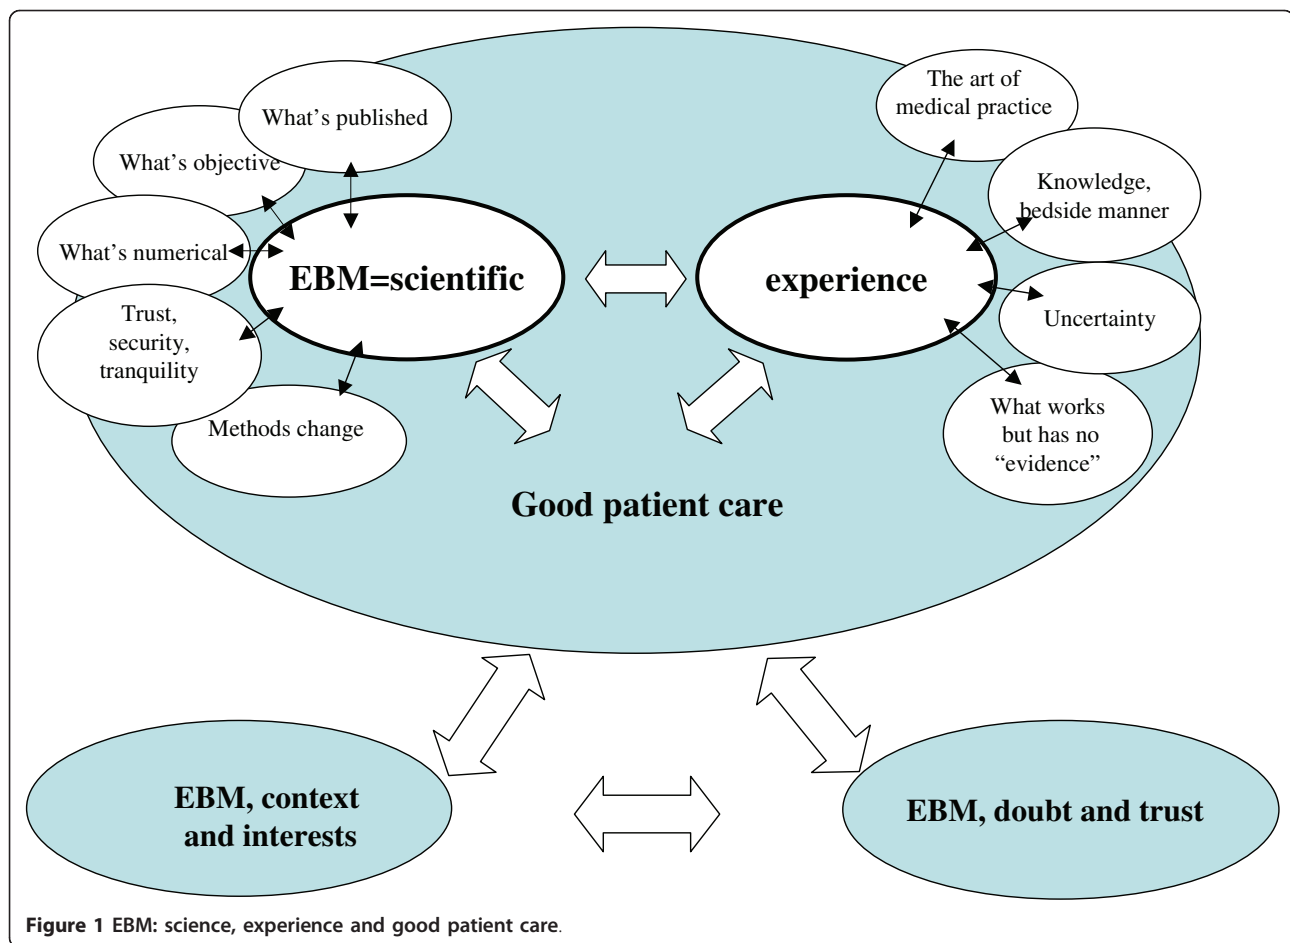 What's published
What's objective
What's numerical
Trust,
security,
tranquility
Methods change
EBM=scientific
The art of
medical practice
Knowledge,
bedside manner
Uncertainty
What works
but has no
“evidence”
experience
Good patient care
EBM, context
and interests
EBM, doubt and trust
Figure 1 EBM: science, experience and good patient care.